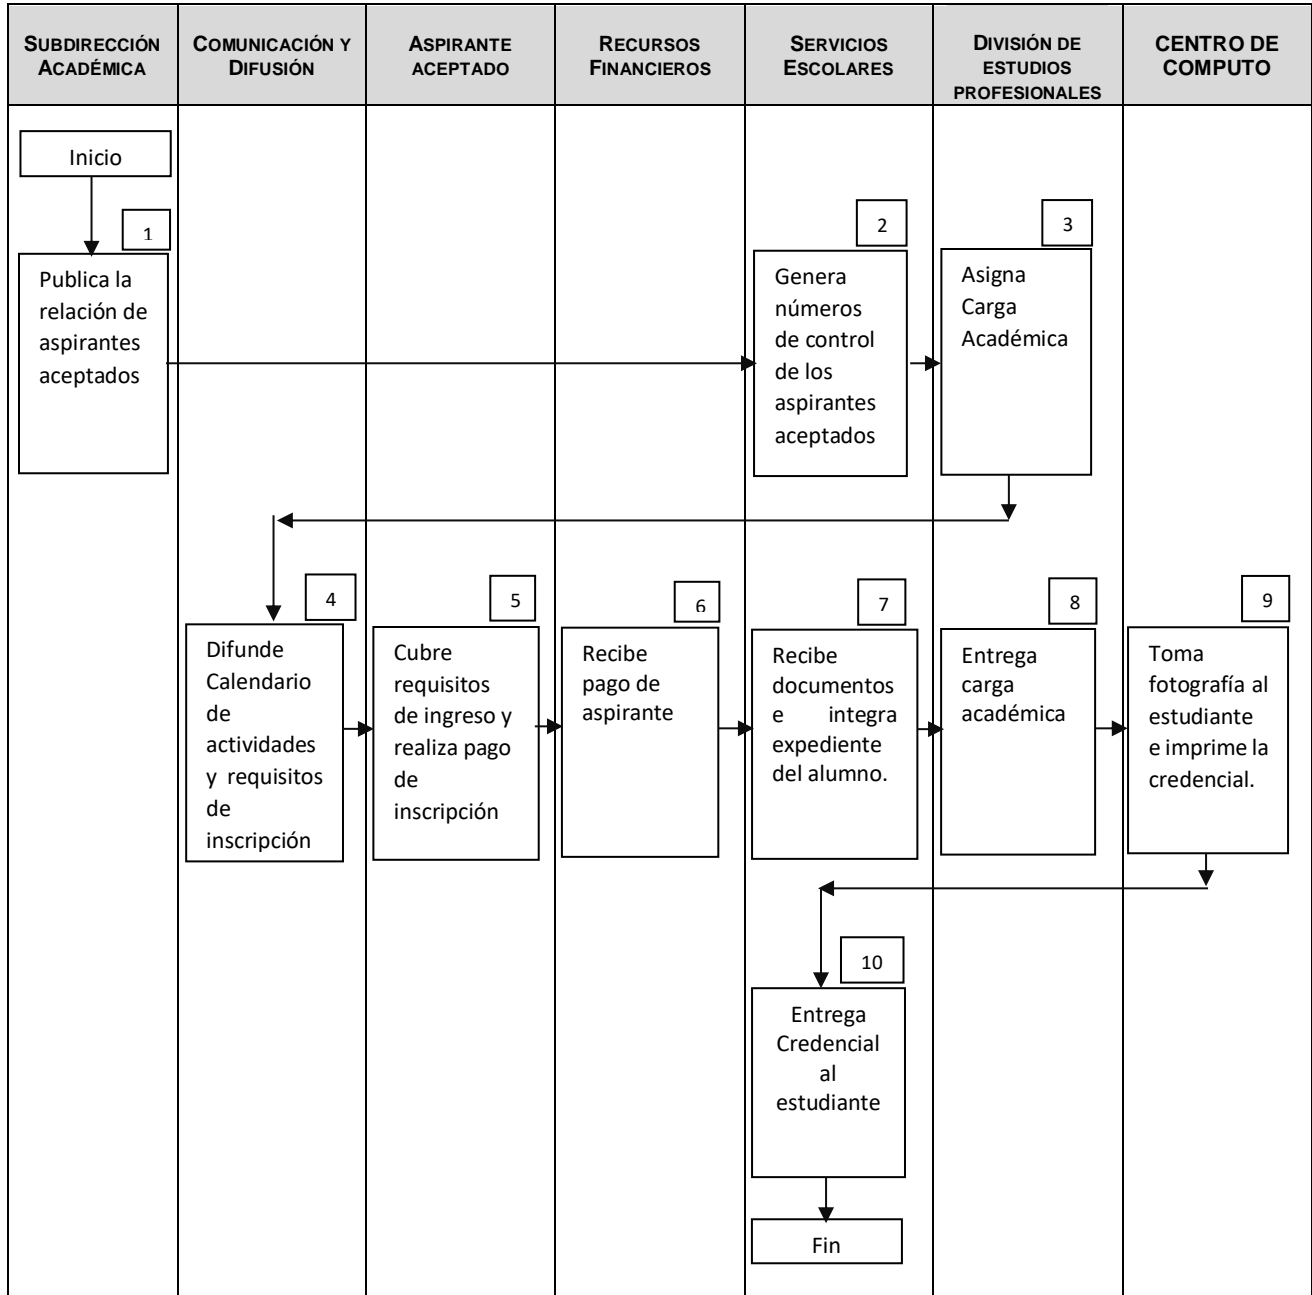 SUBDIRECCIÓN
ACADÉMICA
COMUNICACIÓN Y
DIFUSIÓN
ASPIRANTE
ACEPTADO
RECURSOS
FINANCIEROS
SERVICIOS
ESCOLARES
DIVISIÓN DE
ESTUDIOS
PROFESIONALES
CENTRO DE
COMPUTO
Inicio
1
Publica la
relación de
aspirantes
aceptados
2
Genera
números
de control
de los
aspirantes
aceptados
3
Asigna
Carga
Académica
4
Difunde
Calendario
de
actividades
y requisitos
de
inscripción
5
Cubre
requisitos
de ingreso y
realiza pago
de
inscripción
6
Recibe
pago de
aspirante
7
Recibe
documentos
e integra
expediente
del alumno.
8
Entrega
carga
académica
9
Toma
fotografía al
estudiante
e imprime la
credencial.
10
Entrega
Credencial
al
estudiante
Fin